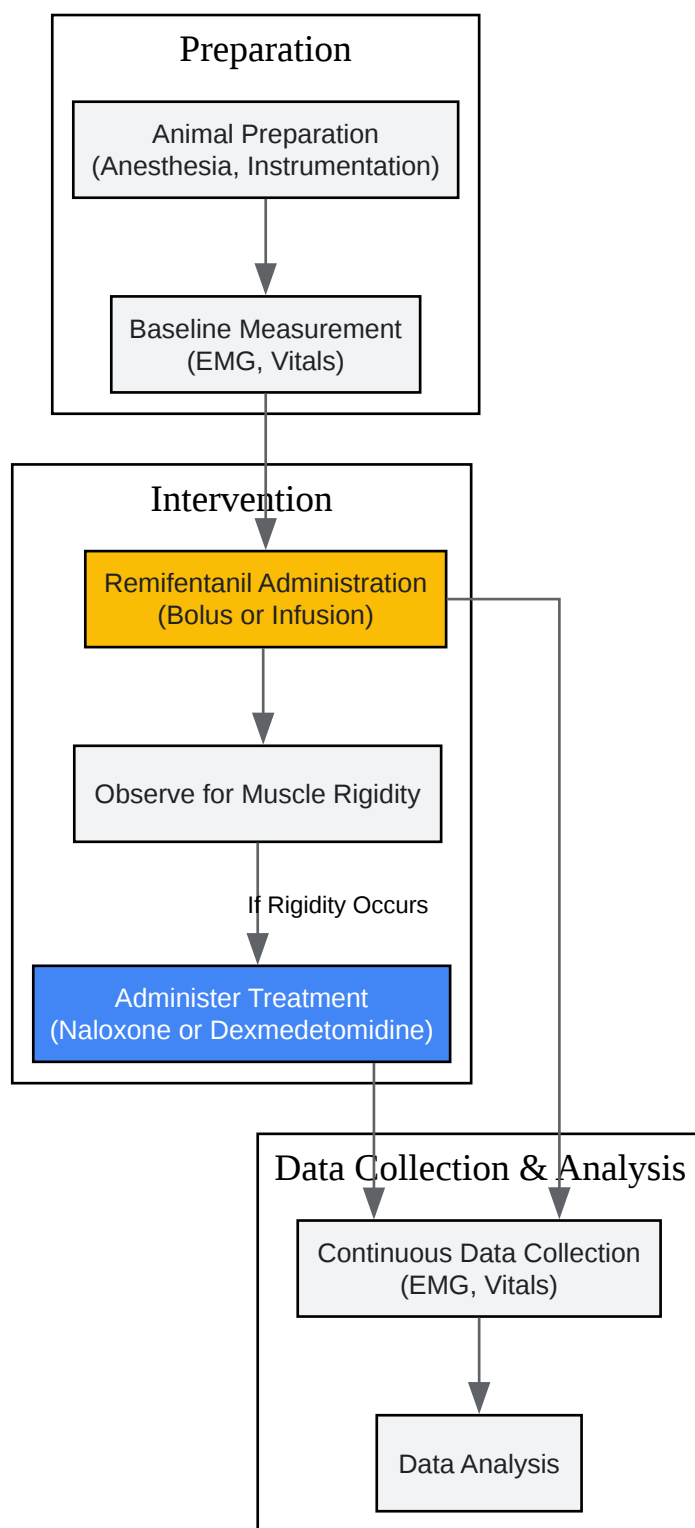 Preparation
Animal Preparation
(Anesthesia, Instrumentation)
Baseline Measurement
(EMG, Vitals)
Intervention
Remifentanil Administration
(Bolus or Infusion)
Observe for Muscle Rigidity
If Rigidity Occurs
Administer Treatment
(Naloxone or Dexmedetomidine)
Data Collection & Analysis
Continuous Data Collection
(EMG, Vitals)
Data Analysis